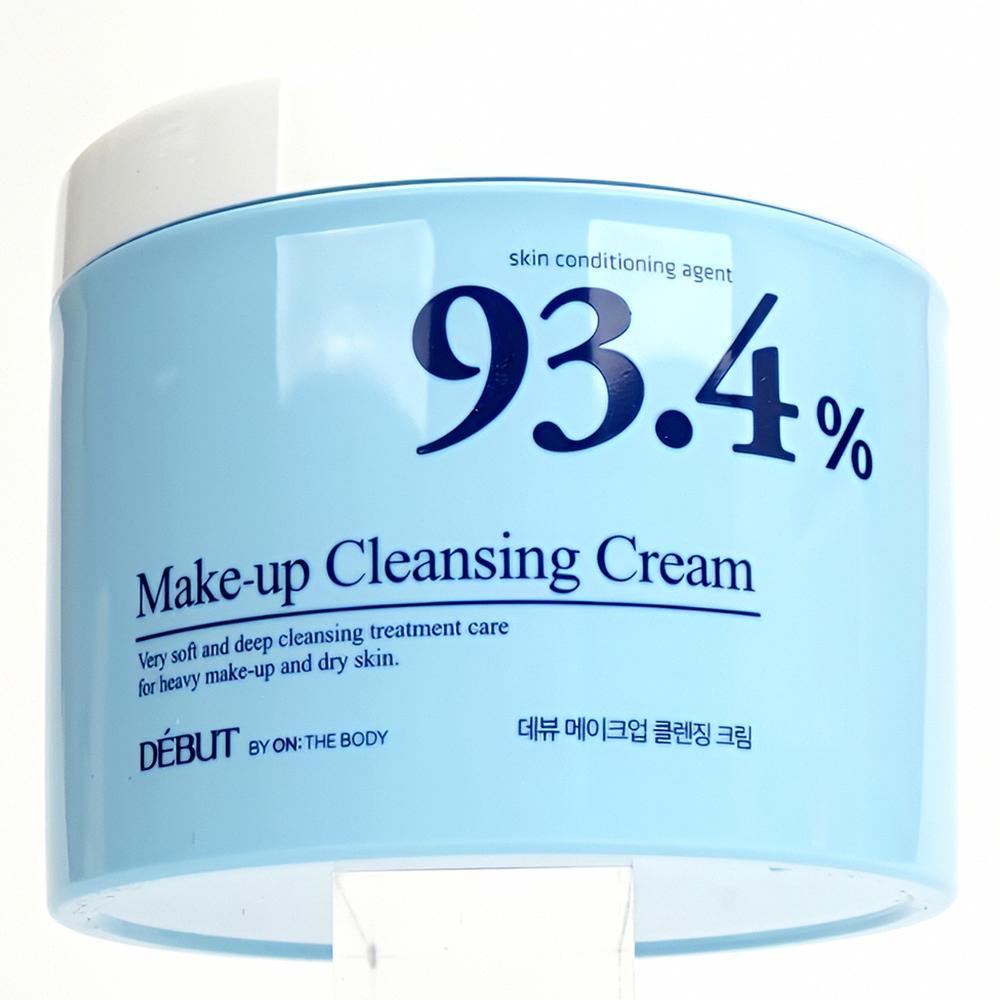 skin conditioning agent
93.4%
Make-up Cleansing Cream
Very soft and deep cleansing treatment care
for heavy make-up and dry skin.
DÉBUT BY ON: THE BODY
데뷰 메이크업 클렌징 크림